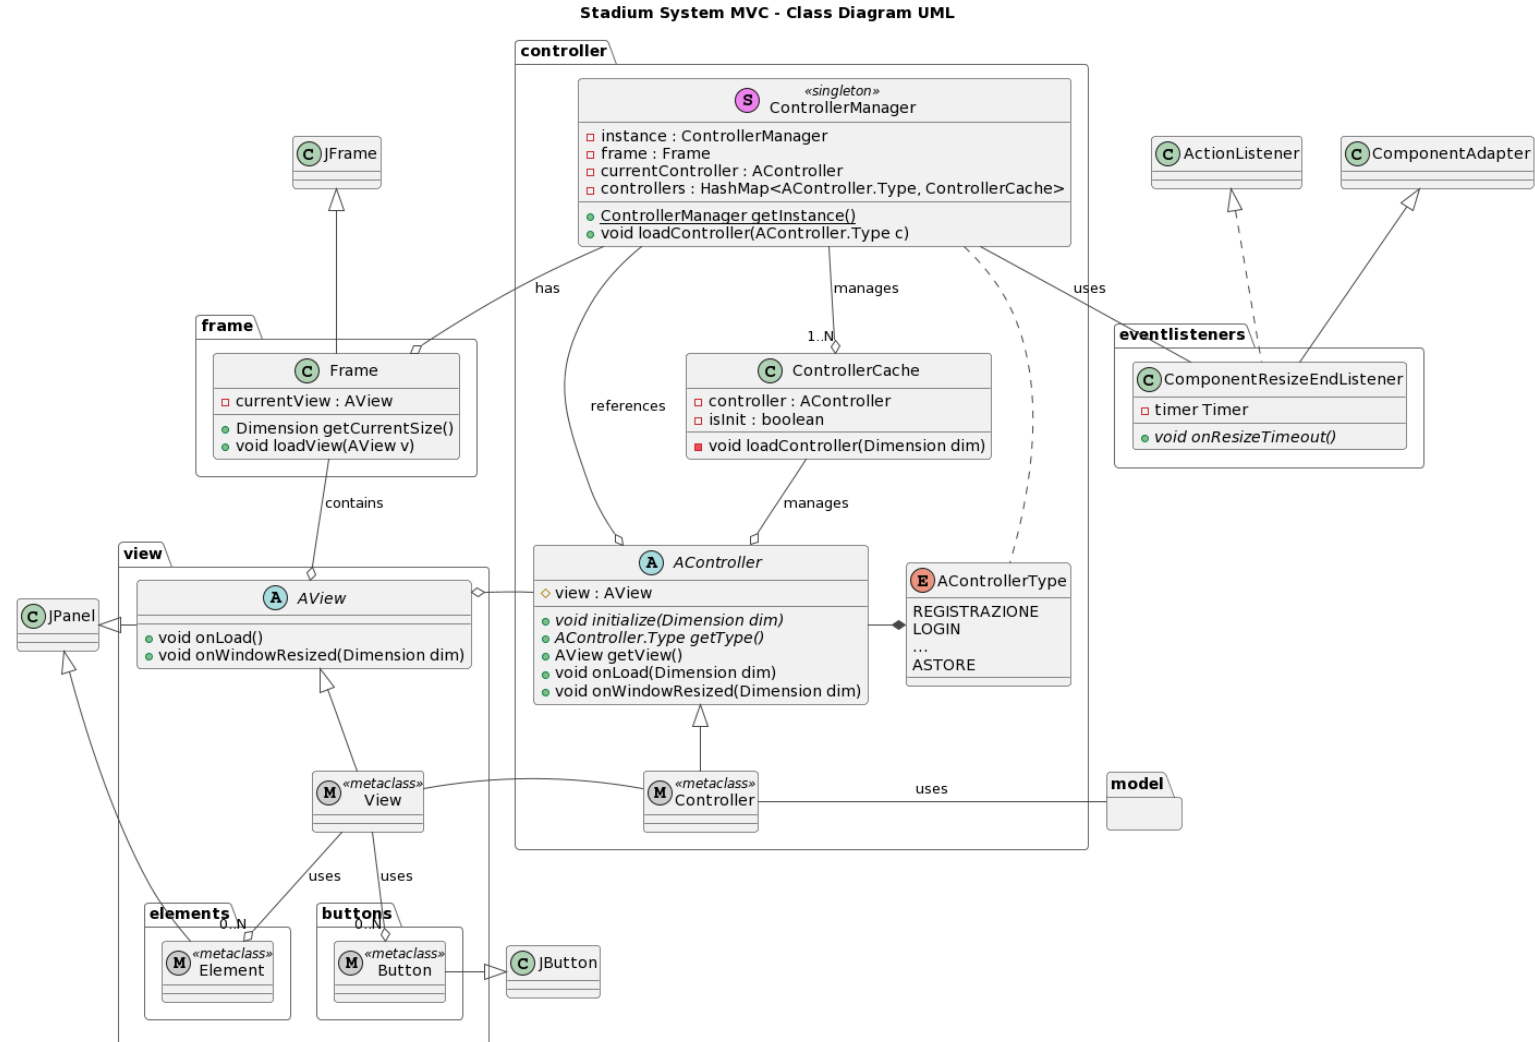 Stadium System MVC - Class Diagram UML
controller
S
«singleton»
ControllerManager
instance : ControllerManager
frame : Frame
currentController : AController
controllers : HashMap<AController.Type, ControllerCache>
ControllerManager getInstance()
void loadController(AController.Type c)
C JFrame
C ActionListener
C ComponentAdapter
has
manages
uses
1..N
frame
C Frame
currentView : AView
Dimension getCurrentSize()
void loadView(AView v)
references
C ControllerCache
controller : AController
isInit : boolean
void loadController(Dimension dim)
eventlisteners
C ComponentResizeEndListener
timer Timer
void onResizeTimeout()
contains
manages
view
C JPanel
A AView
void onLoad()
void onWindowResized(Dimension dim)
A AController
view : AView
void initialize(Dimension dim)
AController.Type getType()
AView getView()
void onLoad(Dimension dim)
void onWindowResized(Dimension dim)
E AControllerType
REGISTRAZIONE
LOGIN
...
ASTORE
M
«metaclass»
View
M
«metaclass»
Controller
uses
model
uses
uses
elements
0..N
M
«metaclass»
Element
buttons
0..N
M
«metaclass»
Button
C JButton